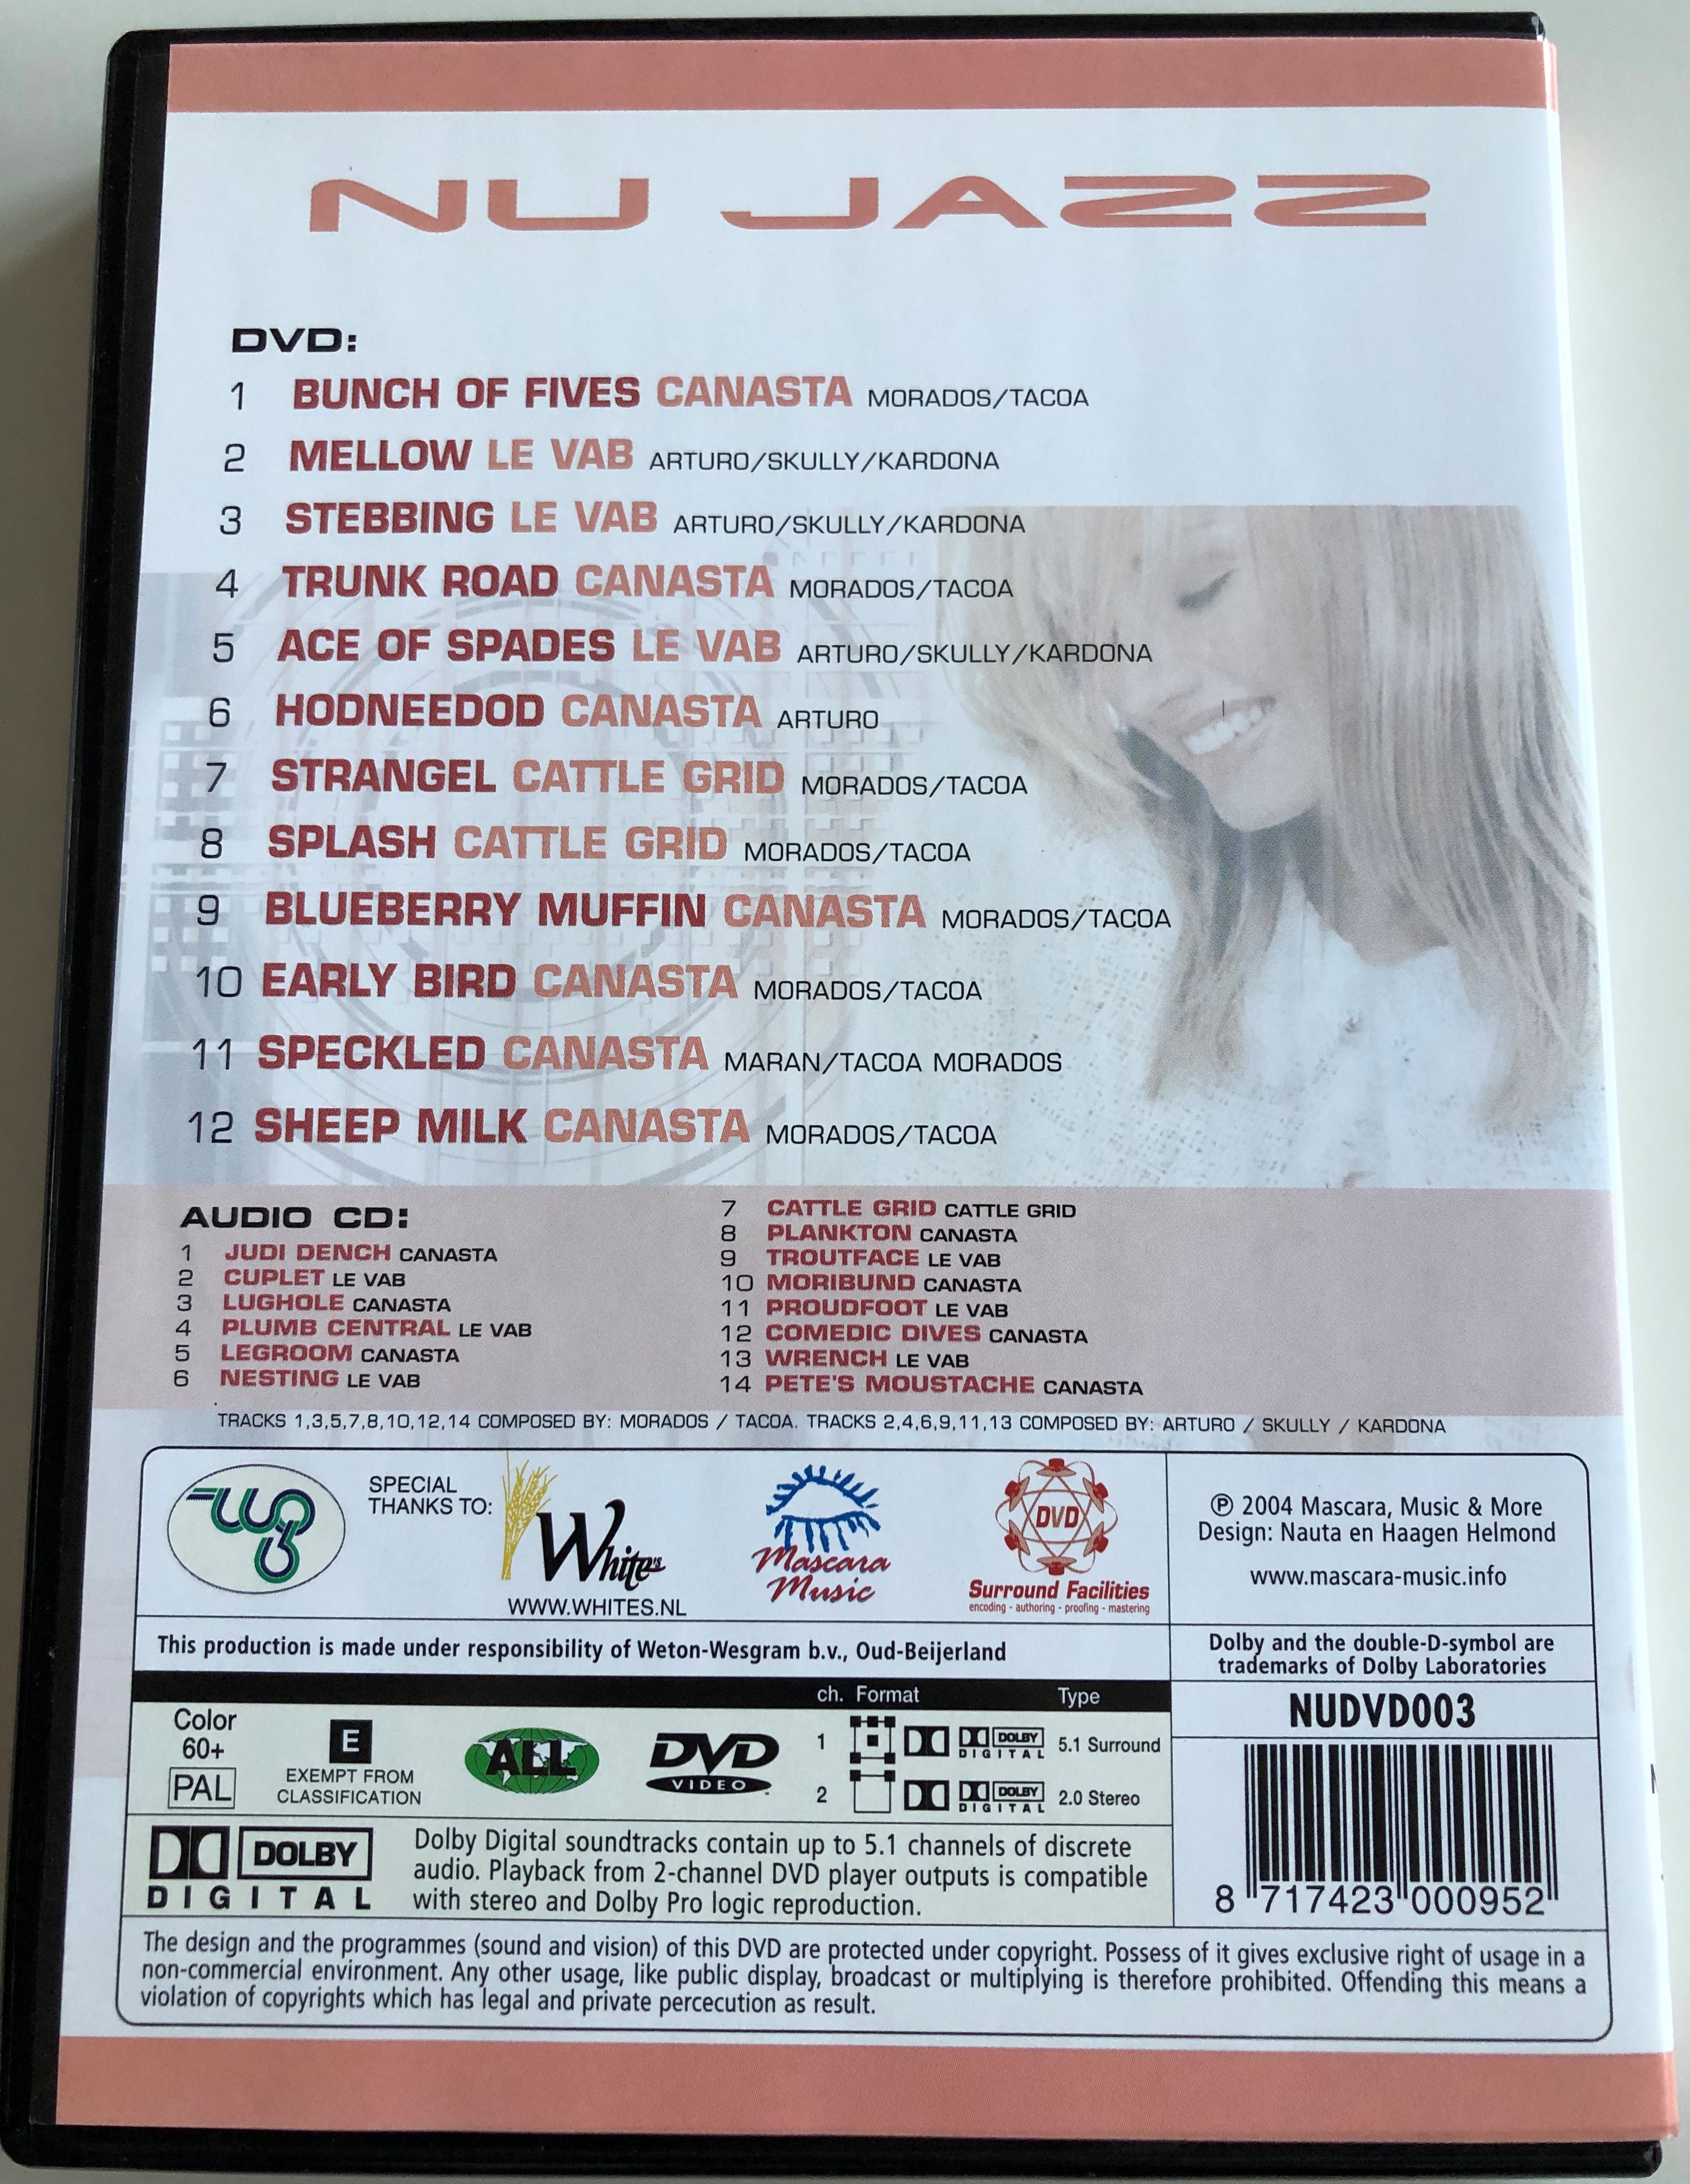 NU JAZZ
DVD:
1 BUNCH OF FIVES CANASTA MORADOS/TACOA
2 MELLOW LE VAB ARTURO/SKULLY/KARDONA
3 STEBBING LE VAB ARTURO/SKULLY/KARDONA
4 TRUNK ROAD CANASTA MORADOS/TACOA
5 ACE OF SPADES LE VAB ARTURO/SKULLY/KARDONA
6 HODNEEDOD CANASTA ARTURO
7 STRANGEL CATTLE GRID MORADOS/TACOA
8 SPLASH CATTLE GRID MORADOS/TACOA
9 BLUEBERRY MUFFIN CANASTA MORADOS/TACOA
10 EARLY BIRD CANASTA MORADOS/TACOA
11 SPECKLED CANASTA MARAN/TACOA MORADOS
12 SHEEP MILK CANASTA MORADOS/TACOA
AUDIO CD:
1 JUDI DENCH CANASTA
2 CUPLET LE VAB
3 LUGHOLE CANASTA
4 PLUMB CENTRAL LE VAB
5 LEGROOM CANASTA
6 NESTING LE VAB
7 CATTLE GRID CATTLE GRID
8 PLANKTON CANASTA
9 TROUTFACE LE VAB
10 MORIBUND CANASTA
11 PROUDFOOT LE VAB
12 COMEDIC DIVES CANASTA
13 WRENCH LE VAB
14 PETE'S MOUSTACHE CANASTA
TRACKS 1,3,5,7,8,10,12,14 COMPOSED BY: MORADOS / TACOA. TRACKS 2,4,6,9,11,13 COMPOSED BY: ARTURO / SKULLY / KARDONA
SPECIAL
THANKS TO:
White's
WWW.WHITES.NL
Mascara
Music
DVD
Surround Facilities
encoding - authoring - proofing - mastering
℗ 2004 Mascara, Music & More
Design: Nauta en Haagen Helmond
www.mascara-music.info
This production is made under responsibility of Weton-Wesgram b.v., Oud-Beijerland
Dolby and the double-D-symbol are
trademarks of Dolby Laboratories
NUDVD003
ch. Format Type
Color
60+
PAL
E
EXEMPT FROM
CLASSIFICATION
ALL
DVD
VIDEO
1 DOLBY DIGITAL 5.1 Surround
2 DOLBY DIGITAL 2.0 Stereo
DOLBY
DIGITAL
Dolby Digital soundtracks contain up to 5.1 channels of discrete
audio. Playback from 2-channel DVD player outputs is compatible
with stereo and Dolby Pro logic reproduction.
8 717423 000952
The design and the programmes (sound and vision) of this DVD are protected under copyright. Possess of it gives exclusive right of usage in a
non-commercial environment. Any other usage, like public display, broadcast or multiplying is therefore prohibited. Offending this means a
violation of copyrights which has legal and private percecution as result.